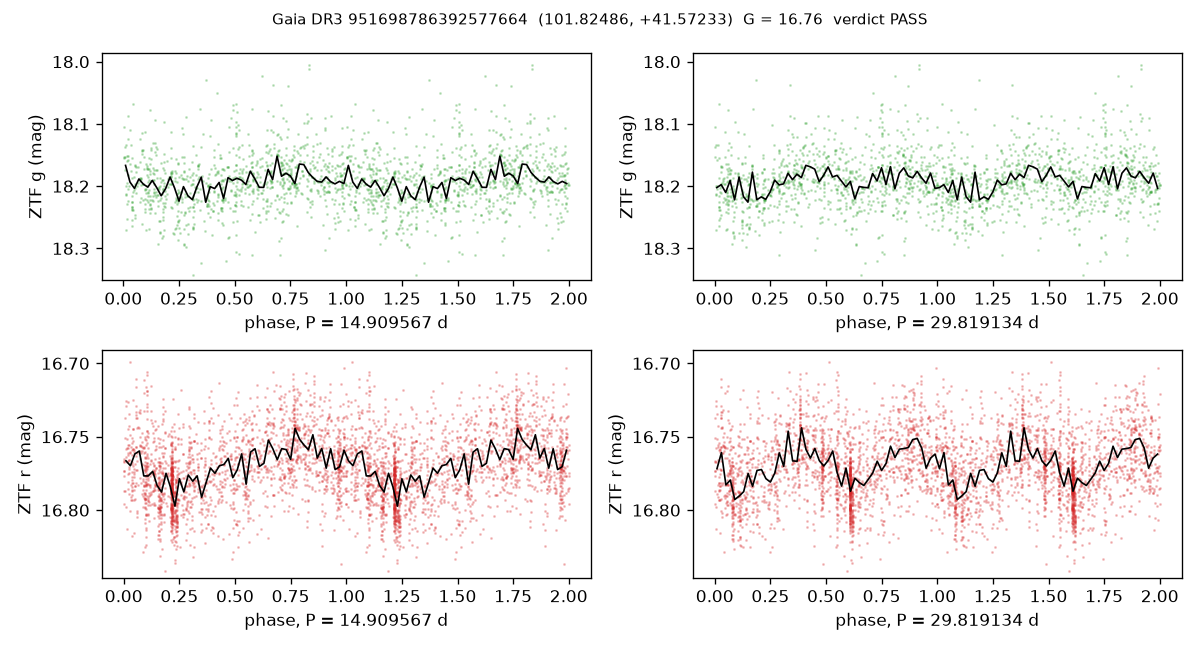 Gaia DR3 951698786392577664 (101.82486, +41.57233) G = 16.76 verdict PASS
ZTF g (mag)
18.0
18.1
18.2
18.3
0.00 0.25 0.50 0.75 1.00 1.25 1.50 1.75 2.00
phase, P = 14.909567 d
ZTF g (mag)
18.0
18.1
18.2
18.3
0.00 0.25 0.50 0.75 1.00 1.25 1.50 1.75 2.00
phase, P = 29.819134 d
ZTF r (mag)
16.70
16.75
16.80
0.00 0.25 0.50 0.75 1.00 1.25 1.50 1.75 2.00
phase, P = 14.909567 d
ZTF r (mag)
16.70
16.75
16.80
0.00 0.25 0.50 0.75 1.00 1.25 1.50 1.75 2.00
phase, P = 29.819134 d